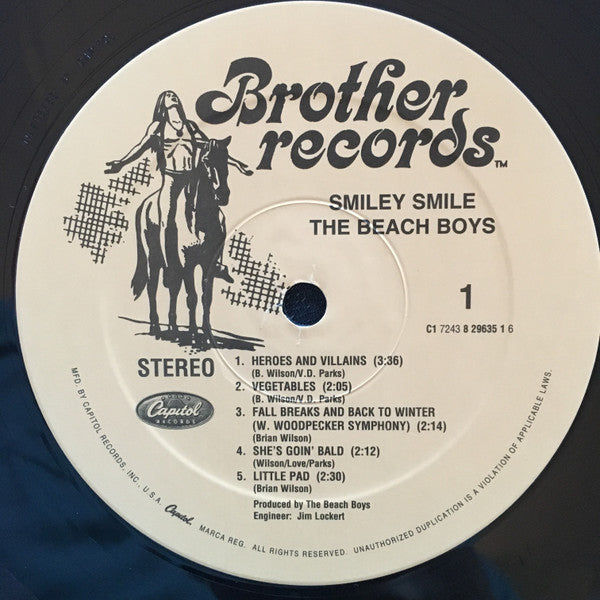 Brother
records™
SMILEY SMILE
THE BEACH BOYS
1
C1 7243 8 29635 1 6
STEREO
Capitol
RECORDS
1. HEROES AND VILLAINS (3:36)
(B. Wilson/V.D. Parks)
2. VEGETABLES (2:05)
(B. Wilson/V.D. Parks)
3. FALL BREAKS AND BACK TO WINTER
(W. WOODPECKER SYMPHONY) (2:14)
(Brian Wilson)
4. SHE'S GOIN' BALD (2:12)
(Wilson/Love/Parks)
5. LITTLE PAD (2:30)
(Brian Wilson)
Produced by The Beach Boys
Engineer: Jim Lockert
MFD. BY CAPITOL RECORDS, INC., U.S.A. Capitol. MARCA REG. ALL RIGHTS RESERVED. UNAUTHORIZED DUPLICATION IS A VIOLATION OF APPLICABLE LAWS.